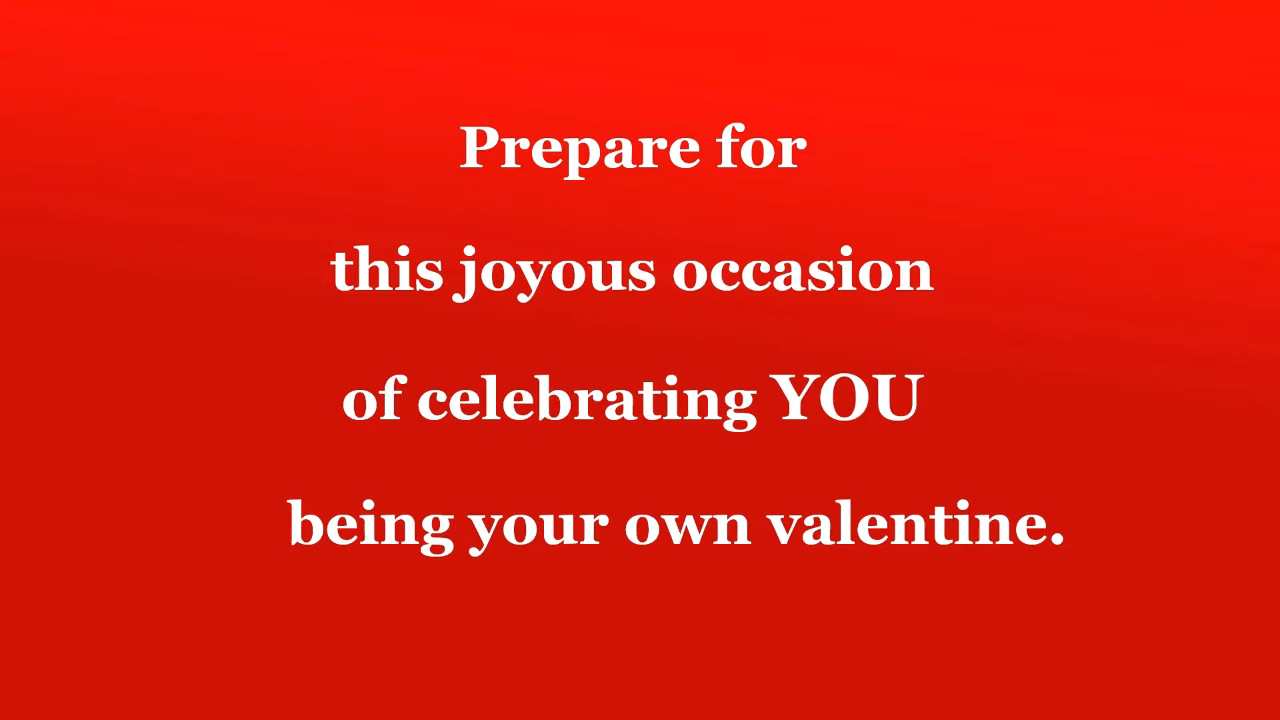 Prepare for
this joyous occasion
of celebrating YOU
being your own valentine.